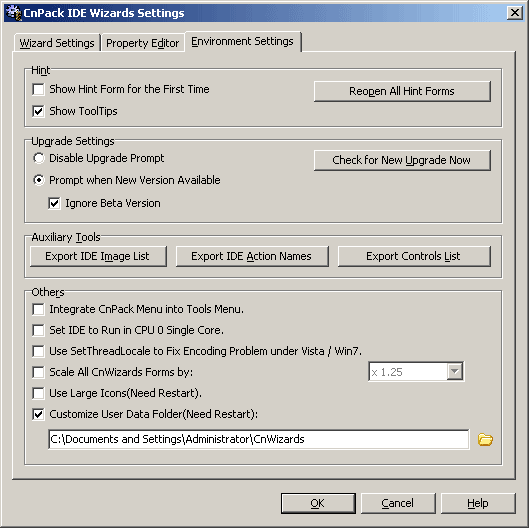 CnPack IDE Wizards Settings
Wizard Settings
Property Editor
Environment Settings
Hint
Show Hint Form for the First Time
Reopen All Hint Forms
Show ToolTips
Upgrade Settings
Disable Upgrade Prompt
Check for New Upgrade Now
Prompt when New Version Available
Ignore Beta Version
Auxiliary Tools
Export IDE Image List
Export IDE Action Names
Export Controls List
Others
Integrate CnPack Menu into Tools Menu.
Set IDE to Run in CPU 0 Single Core.
Use SetThreadLocale to Fix Encoding Problem under Vista / Win7.
Scale All CnWizards Forms by:
x 1.25
Use Large Icons(Need Restart).
Customize User Data Folder(Need Restart):
C:\Documents and Settings\Administrator\CnWizards
OK
Cancel
Help